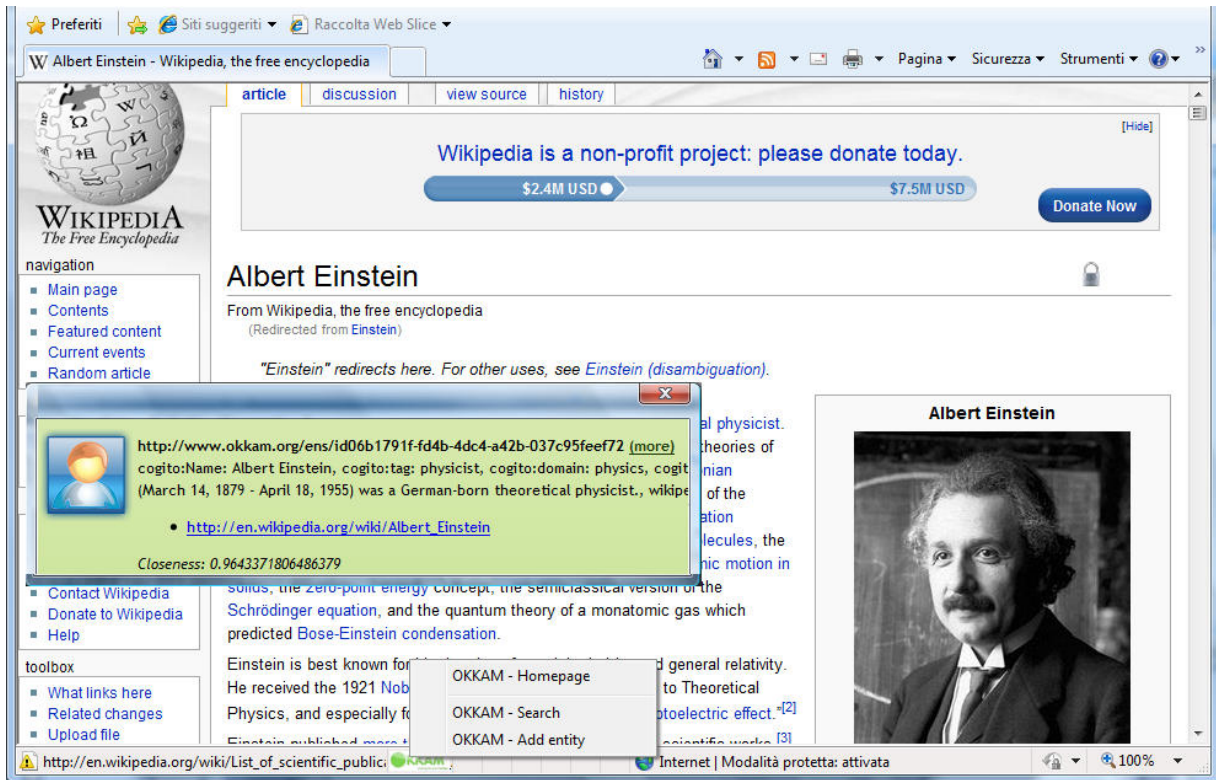 Preferiti Siti suggeriti Raccolta Web Slice
W Albert Einstein - Wikipedia, the free encyclopedia
Pagina Sicurezza Strumenti
article discussion view source history
[Hide]
Wikipedia is a non-profit project: please donate today.
$2.4M USD $7.5M USD
Donate Now
W Ω И 祖
WIKIPEDIA
The Free Encyclopedia
navigation
Main page
Contents
Featured content
Current events
Random article
Albert Einstein
From Wikipedia, the free encyclopedia
(Redirected from Einstein)
"Einstein" redirects here. For other uses, see Einstein (disambiguation).
Albert Einstein
http://www.okkam.org/ens/id06b1791f-fd4b-4dc4-a42b-037c95feef72 (more)
cogito:Name: Albert Einstein, cogito:tag: physicist, cogito:domain: physics, cogit
(March 14, 1879 - April 18, 1955) was a German-born theoretical physicist., wikipe
http://en.wikipedia.org/wiki/Albert_Einstein
Closeness: 0.9643371806486379
al physicist.
theories of
nian
of the
ation
lecules, the
mic motion in
solids, the zero-point energy concept, the semiclassical version of the
Schrödinger equation, and the quantum theory of a monatomic gas which
predicted Bose-Einstein condensation.
Contact Wikipedia
Donate to Wikipedia
Help
toolbox
What links here
Related changes
Upload file
Einstein is best known for d general relativity.
He received the 1921 Nob to Theoretical
Physics, and especially fo otoelectric effect."[2]
Einstein published more scientific works.[3]
OKKAM - Homepage
OKKAM - Search
OKKAM - Add entity
http://en.wikipedia.org/wiki/List_of_scientific_public OKKAM Internet | Modalità protetta: attivata 100%